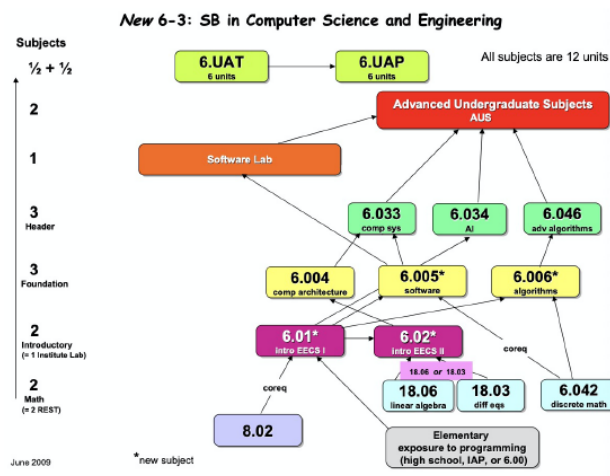 New 6-3: SB in Computer Science and Engineering
Subjects
½ + ½
6.UAT
6 units
6.UAP
6 units
All subjects are 12 units
2
Advanced Undergraduate Subjects
AUS
1
Software Lab
3
Header
6.033
comp sys
6.034
AI
6.046
adv algorithms
3
Foundation
6.004
comp architecture
6.005*
software
6.006*
algorithms
2
Introductory
(= 1 Institute Lab)
6.01*
intro EECS I
6.02*
intro EECS II
coreq
coreq
18.06 or 18.03
2
Math
(= 2 REST)
18.06
linear algebra
18.03
diff eqs
6.042
discrete math
8.02
Elementary
exposure to programming
(high school, IAP, or 6.00)
*new subject
June 2009